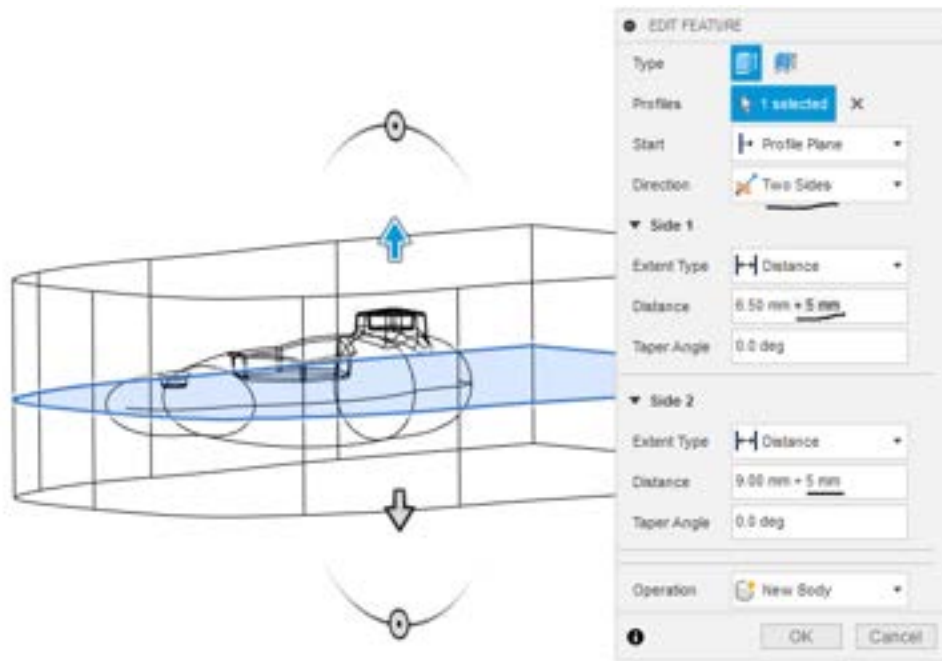 EDIT FEATURE
Type
Profiles 1 selected
Start Profile Plane
Direction Two Sides
Side 1
Extent Type Distance
Distance 6.50 mm + 5 mm
Taper Angle 0.0 deg
Side 2
Extent Type Distance
Distance 9.00 mm + 5 mm
Taper Angle 0.0 deg
Operation New Body
OK Cancel